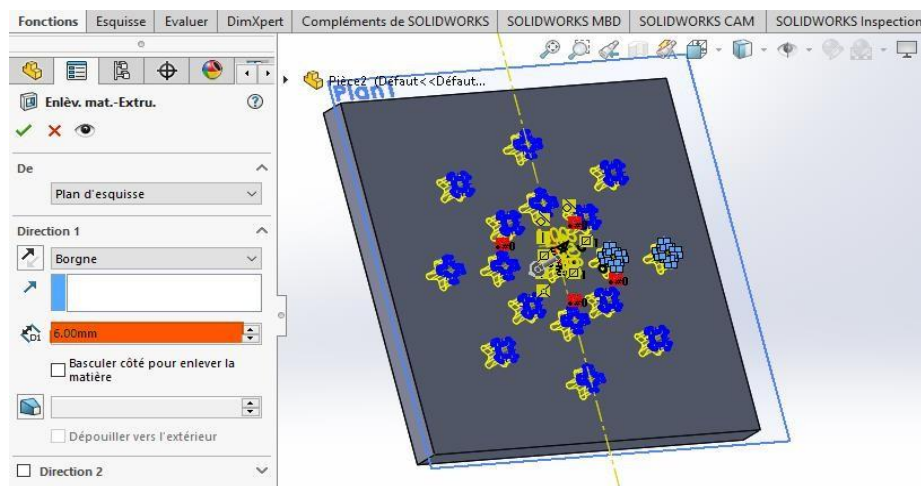 Fonctions Esquisse Evaluer DimXpert Compléments de SOLIDWORKS SOLIDWORKS MBD SOLIDWORKS CAM SOLIDWORKS Inspection
Pièce2 (Défaut<<Défaut...
Enlèv. mat.-Extru.
Plan1
De
Plan d'esquisse
Direction 1
Borgne
D1
6.00mm
Basculer côté pour enlever la
matière
Dépouiller vers l'extérieur
Direction 2